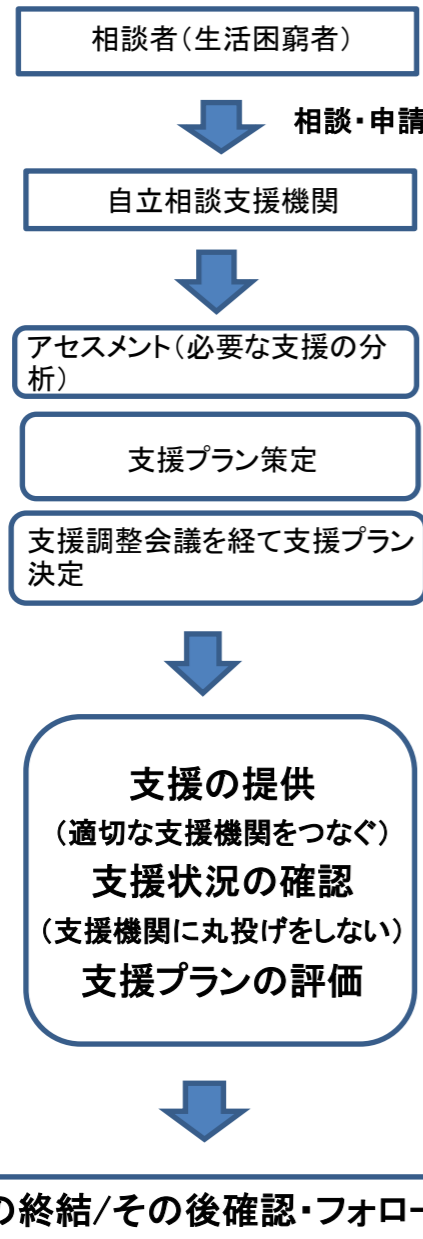 相談者（生活困窮者）
相談・申請
自立相談支援機関
アセスメント（必要な支援の分
析）
支援プラン策定
支援調整会議を経て支援プラン
決定
支援の提供
（適切な支援機関をつなぐ）
支援状況の確認
（支援機関に丸投げをしない）
支援プランの評価
の終結/その後確認・フォロー